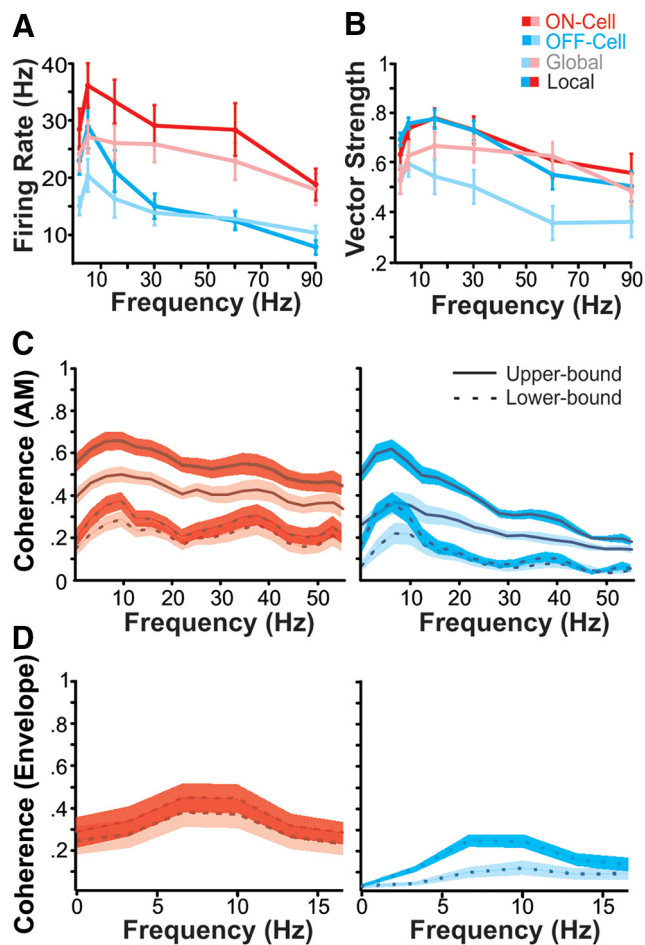 A
B
ON-Cell
OFF-Cell
Global
Local
Firing Rate (Hz)
40
30
20
10
10 30 50 70 90
Frequency (Hz)
Vector Strength
1
.8
.6
.4
.2
10 30 50 70 90
Frequency (Hz)
C
Coherence (AM)
1
.8
.6
.4
.2
0
10 20 30 40 50
Frequency (Hz)
Upper-bound
Lower-bound
10 20 30 40 50
Frequency (Hz)
D
Coherence (Envelope)
1
.8
.6
.4
.2
0 5 10 15
Frequency (Hz)
0 5 10 15
Frequency (Hz)